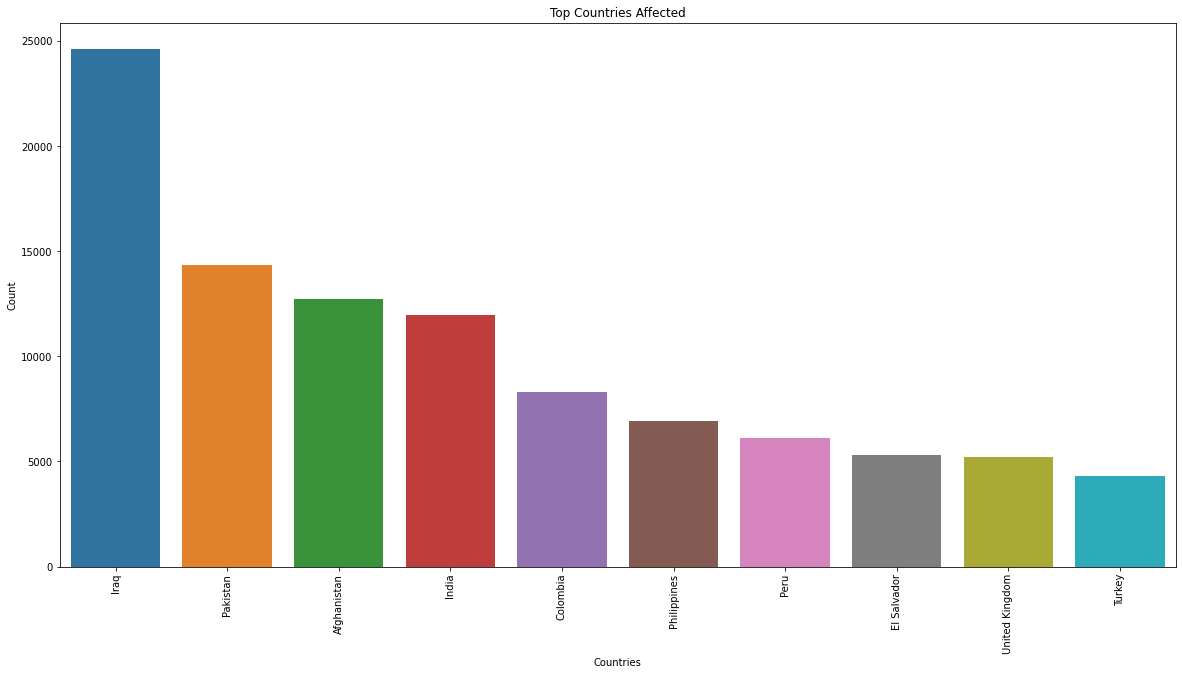 Top Countries Affected
Count
25000
20000
15000
10000
5000
0
Iraq
Pakistan
Afghanistan
India
Colombia
Philippines
Peru
El Salvador
United Kingdom
Turkey
Countries